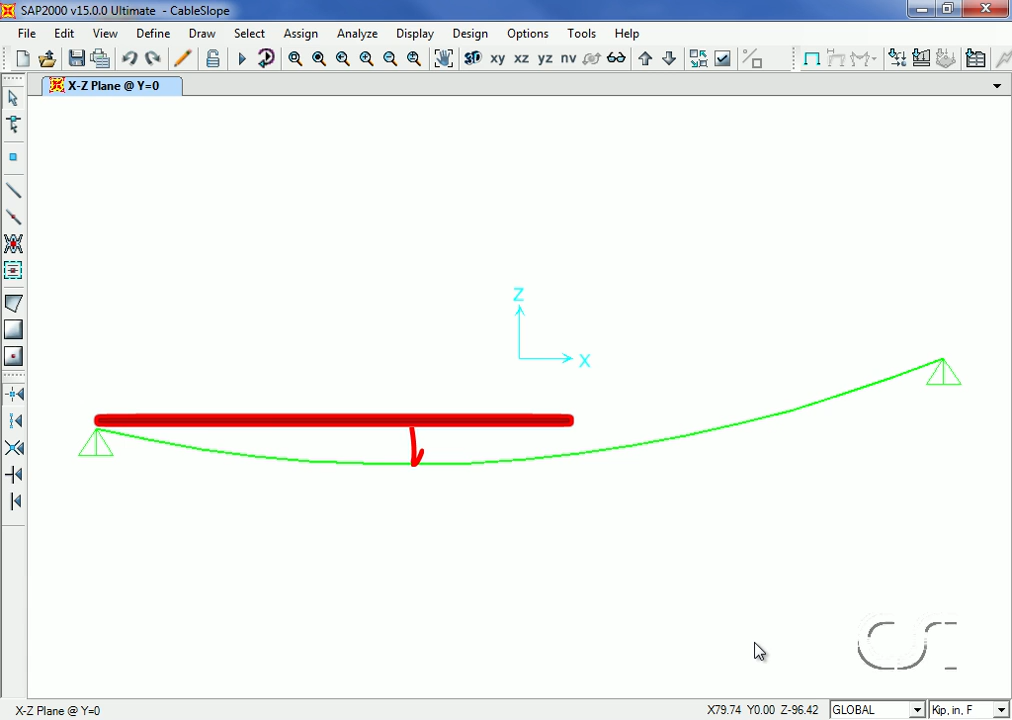 SAP2000 v15.0.0 Ultimate - CableSlope
File Edit View Define Draw Select Assign Analyze Display Design Options Tools Help
3D xy xz yz nv
X-Z Plane @ Y=0
Z
X
CSI
X-Z Plane @ Y=0 X79.74 Y0.00 Z-96.42 GLOBAL Kip, in, F